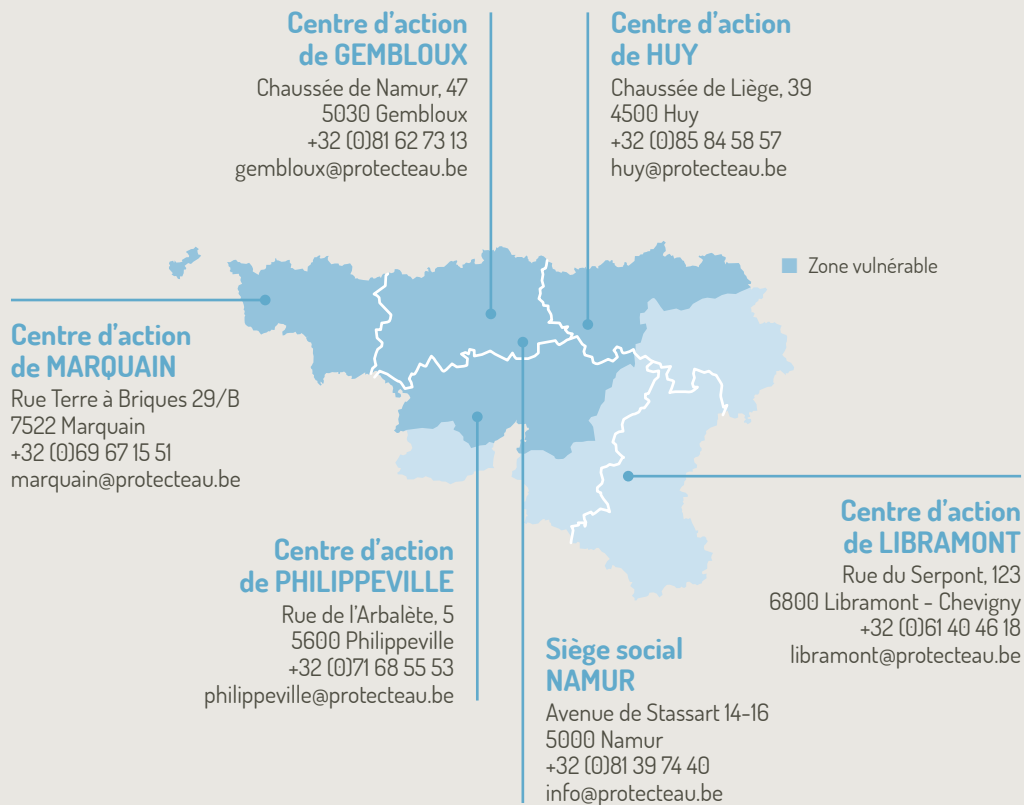 Centre d’action
de GEMBLOUX
Chaussée de Namur, 47
5030 Gembloux
+32 (0)81 62 73 13
gembloux@protecteau.be
Centre d’action
de HUY
Chaussée de Liège, 39
4500 Huy
+32 (0)85 84 58 57
huy@protecteau.be
Zone vulnérable
Centre d’action
de MARQUAIN
Rue Terre à Briques 29/B
7522 Marquain
+32 (0)69 67 15 51
marquain@protecteau.be
Centre d’action
de PHILIPPEVILLE
Rue de l’Arbalète, 5
5600 Philippeville
+32 (0)71 68 55 53
philippeville@protecteau.be
Siège social
NAMUR
Avenue de Stassart 14-16
5000 Namur
+32 (0)81 39 74 40
info@protecteau.be
Centre d’action
de LIBRAMONT
Rue du Serpont, 123
6800 Libramont - Chevigny
+32 (0)61 40 46 18
libramont@protecteau.be